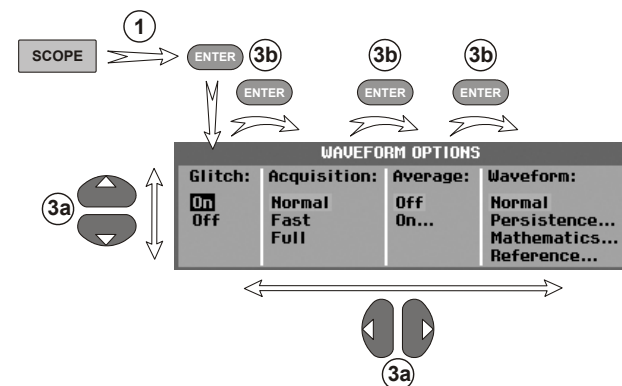 1
SCOPE
ENTER 3b 3b 3b
ENTER ENTER ENTER
WAVEFORM OPTIONS
Glitch: Acquisition: Average: Waveform:
On Normal Off Normal
Off Fast On... Persistence...
Full Mathematics...
Reference...
3a
3a